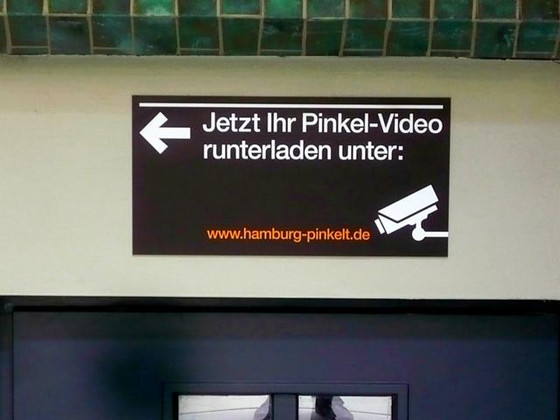 Jetzt Ihr Pinkel-Video
runterladen unter:
www.hamburg-pinkelt.de